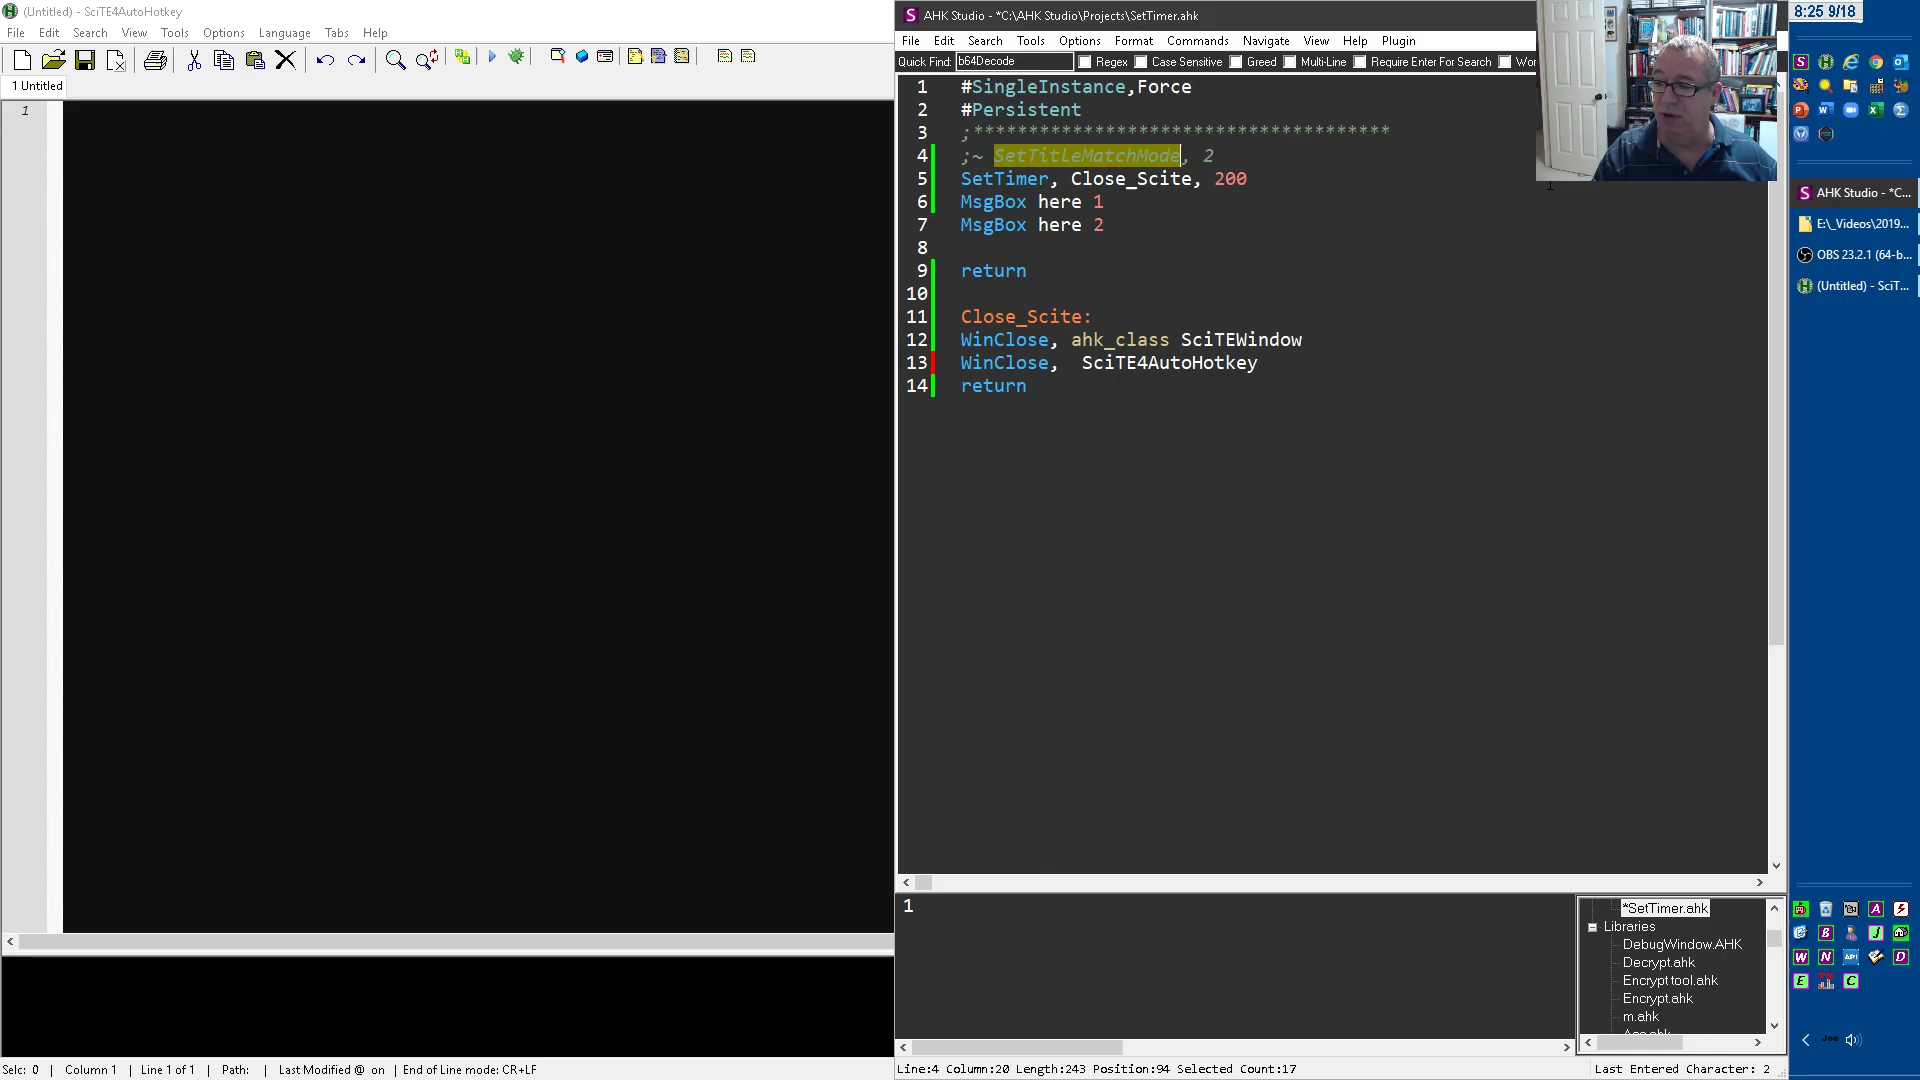 (Untitled) - SciTE4AutoHotkey
File Edit Search View Tools Options Language Tabs Help
1 Untitled
1
Selc: 0 | Column 1 | Line 1 of 1 | Path: | Last Modified @ on | End of Line mode: CR+LF
AHK Studio - *C:\AHK Studio\Projects\SetTimer.ahk
File Edit Search Tools Options Format Commands Navigate View Help Plugin
Quick Find: b64Decode Regex Case Sensitive Greed Multi-Line Require Enter For Search Wor
1 #SingleInstance,Force
2 #Persistent
3 ;**************************************
4 ;~ SetTitleMatchMode, 2
5 SetTimer, Close_Scite, 200
6 MsgBox here 1
7 MsgBox here 2
8
9 return
10
11 Close_Scite:
12 WinClose, ahk_class SciTEWindow
13 WinClose,  SciTE4AutoHotkey
14 return
1
*SetTimer.ahk
Libraries
DebugWindow.AHK
Decrypt.ahk
Encrypt tool.ahk
Encrypt.ahk
m.ahk
Line:4 Column:20 Length:243 Position:94 Selected Count:17
Last Entered Character: 2
8:25 9/18
AHK Studio - *C...
E:\_Videos\2019...
OBS 23.2.1 (64-b...
(Untitled) - SciT...
Joe